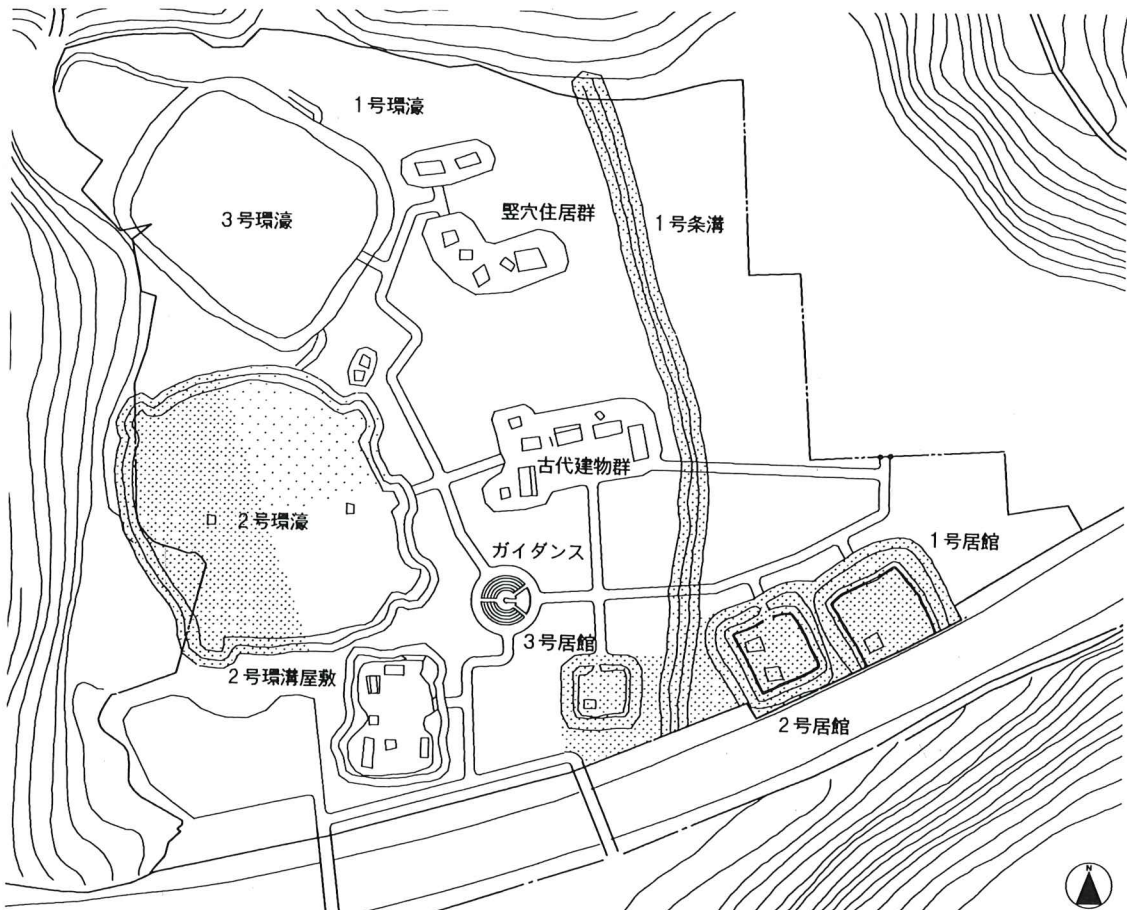 1号環濠
3号環濠
竪穴住居群
1号条溝
古代建物群
2号環濠
ガイダンス
1号居館
3号居館
2号環溝屋敷
2号居館
N